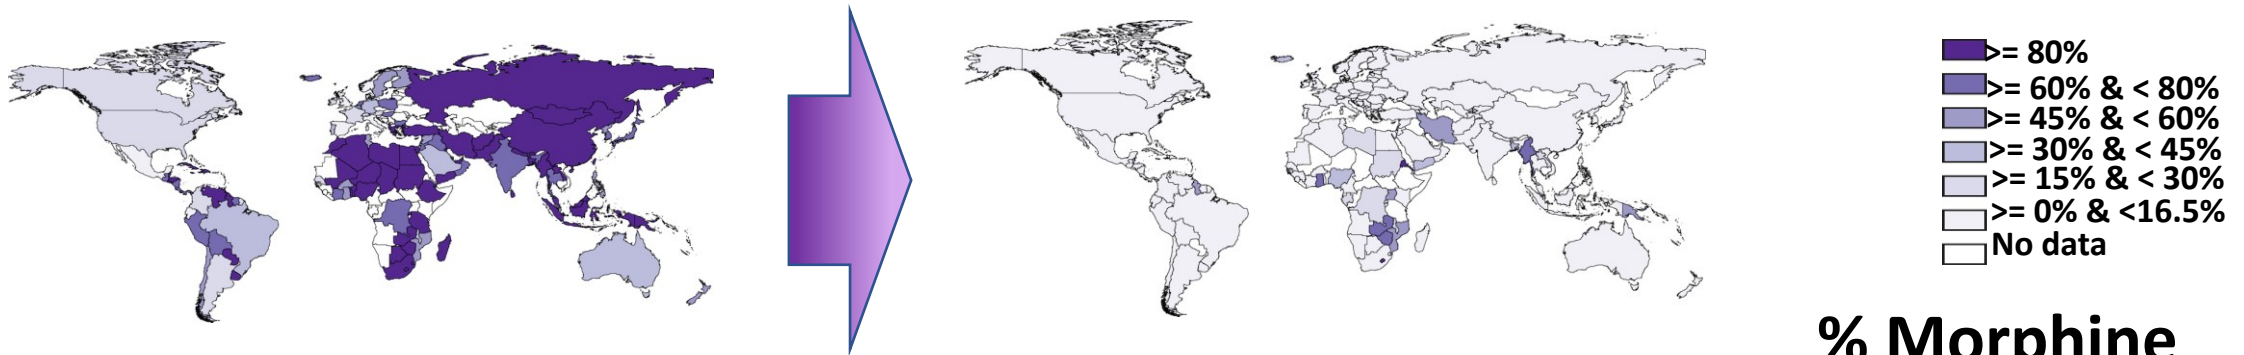 >= 80%
>= 60% & < 80%
>= 45% & < 60%
>= 30% & < 45%
>= 15% & < 30%
>= 0% & <16.5%
No data
% Morphine